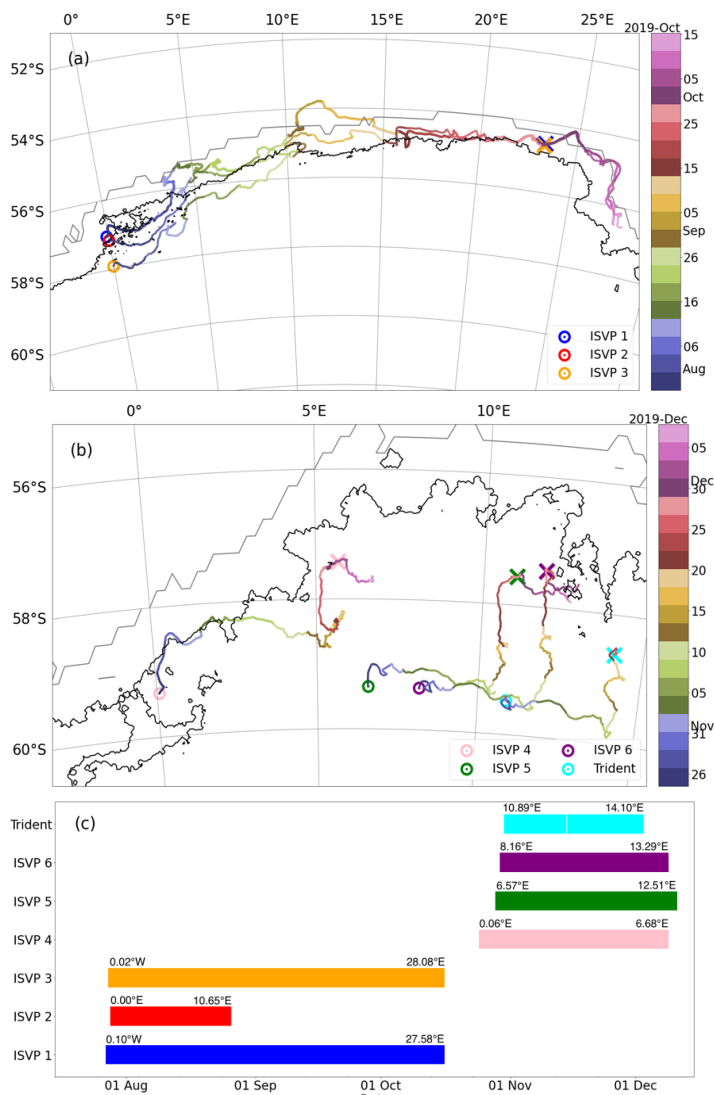 0° 5°E 10°E 15°E 20°E 25°E
2019-Oct
(a)
52°S
54°S
56°S
58°S
60°S
15
05
Oct
25
15
05
Sep
26
16
06
Aug
ISVP 1
ISVP 2
ISVP 3
0° 5°E 10°E
2019-Dec
(b)
56°S
58°S
60°S
05
Dec
30
25
20
15
10
05
Nov
31
26
ISVP 4 ISVP 6
ISVP 5 Trident
(c)
Trident 10.89°E 14.10°E
ISVP 6 8.16°E 13.29°E
ISVP 5 6.57°E 12.51°E
ISVP 4 0.06°E 6.68°E
ISVP 3 0.02°W 28.08°E
ISVP 2 0.00°E 10.65°E
ISVP 1 0.10°W 27.58°E
01 Aug 01 Sep 01 Oct 01 Nov 01 Dec